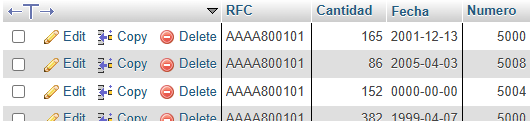 RFC Cantidad Fecha Numero
Edit Copy Delete AAAA800101 165 2001-12-13 5000
Edit Copy Delete AAAA800101 86 2005-04-03 5008
Edit Copy Delete AAAA800101 152 0000-00-00 5004
Edit Copy Delete AAAA800101 382 1999-04-07 5000